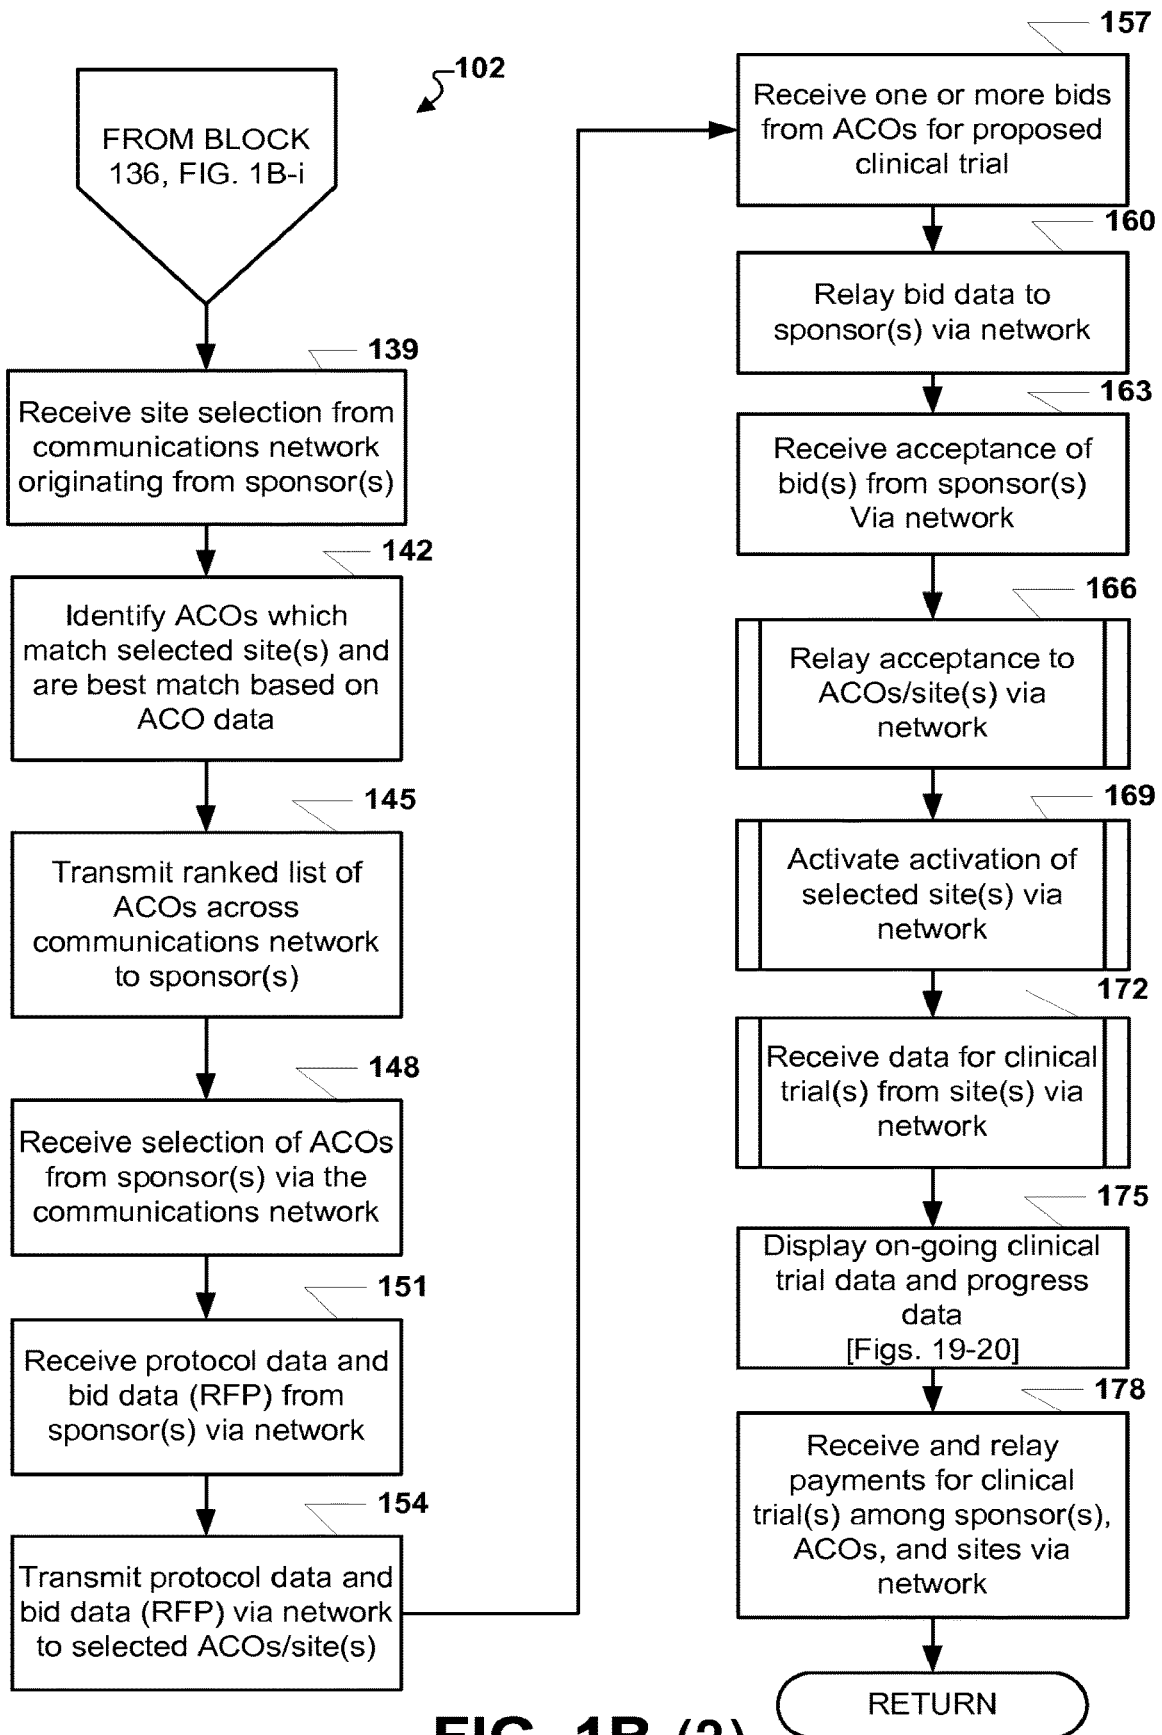 102
FROM BLOCK
136, FIG. 1B-i
139
Receive site selection from
communications network
originating from sponsor(s)
142
Identify ACOs which
match selected site(s) and
are best match based on
ACO data
145
Transmit ranked list of
ACOs across
communications network
to sponsor(s)
148
Receive selection of ACOs
from sponsor(s) via the
communications network
151
Receive protocol data and
bid data (RFP) from
sponsor(s) via network
154
Transmit protocol data and
bid data (RFP) via network
to selected ACOs/site(s)
157
Receive one or more bids
from ACOs for proposed
clinical trial
160
Relay bid data to
sponsor(s) via network
163
Receive acceptance of
bid(s) from sponsor(s)
Via network
166
Relay acceptance to
ACOs/site(s) via
network
169
Activate activation of
selected site(s) via
network
172
Receive data for clinical
trial(s) from site(s) via
network
175
Display on-going clinical
trial data and progress
data
[Figs. 19-20]
178
Receive and relay
payments for clinical
trial(s) among sponsor(s),
ACOs, and sites via
network
RETURN
FIG. 1B (2)